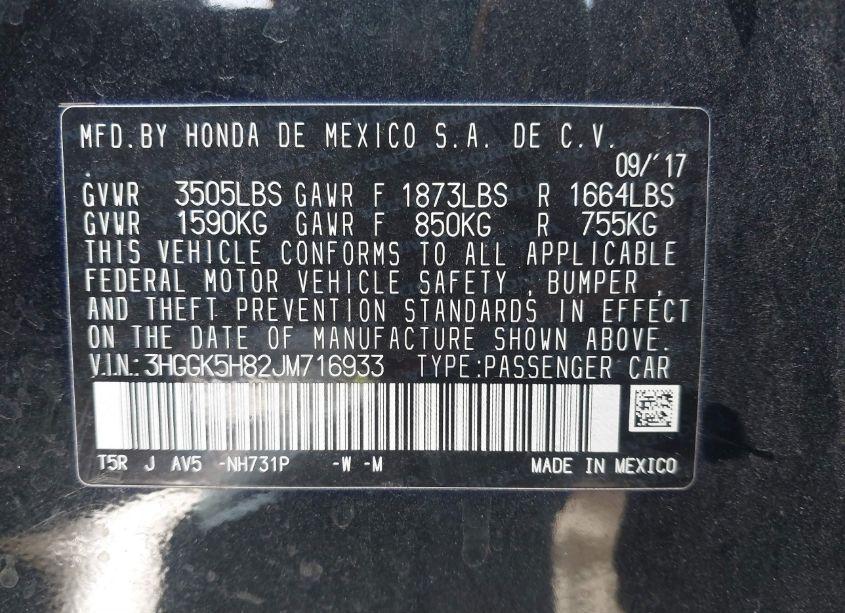 MFD.BY HONDA DE MEXICO S.A. DE C.V.
09/'17
GVWR 3505LBS GAWR F 1873LBS R 1664LBS
GVWR 1590KG GAWR F 850KG R 755KG
THIS VEHICLE CONFORMS TO ALL APPLICABLE
FEDERAL MOTOR VEHICLE SAFETY , BUMPER ,
AND THEFT PREVENTION STANDARDS IN EFFECT
ON THE DATE OF MANUFACTURE SHOWN ABOVE.
V.I.N.: 3HGGK5H82JM716933 TYPE:PASSENGER CAR
T5R J AV5 -NH731P -W -M MADE IN MEXICO